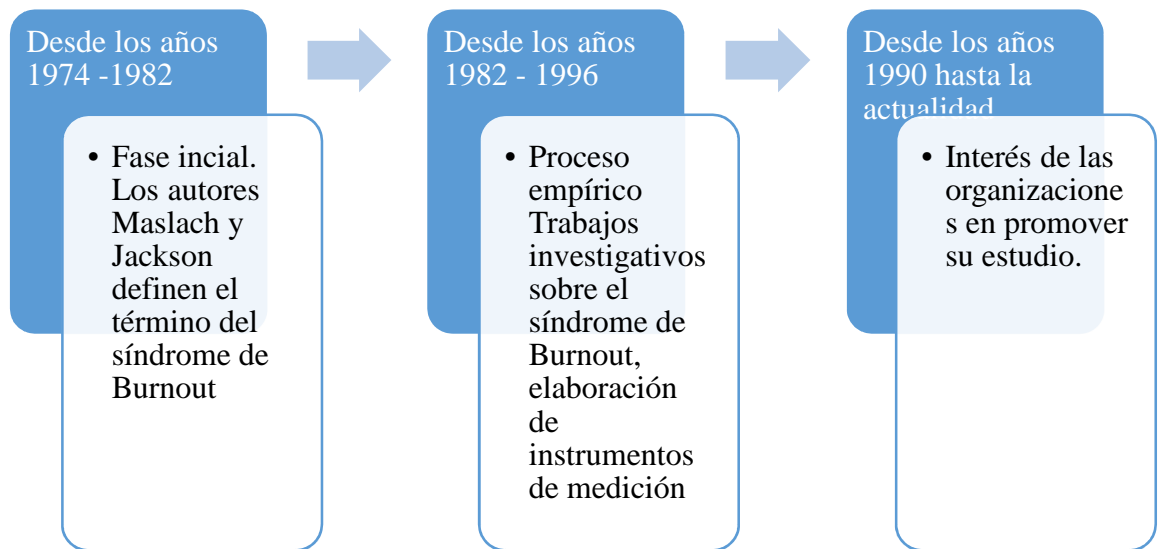 Desde los años
1974 -1982
• Fase incial.
Los autores
Maslach y
Jackson
definen el
término del
síndrome de
Burnout
Desde los años
1982 - 1996
• Proceso
empírico
Trabajos
investigativos
sobre el
síndrome de
Burnout,
elaboración
de
instrumentos
de medición
Desde los años
1990 hasta la
actualidad
• Interés de las
organizacione
s en promover
su estudio.